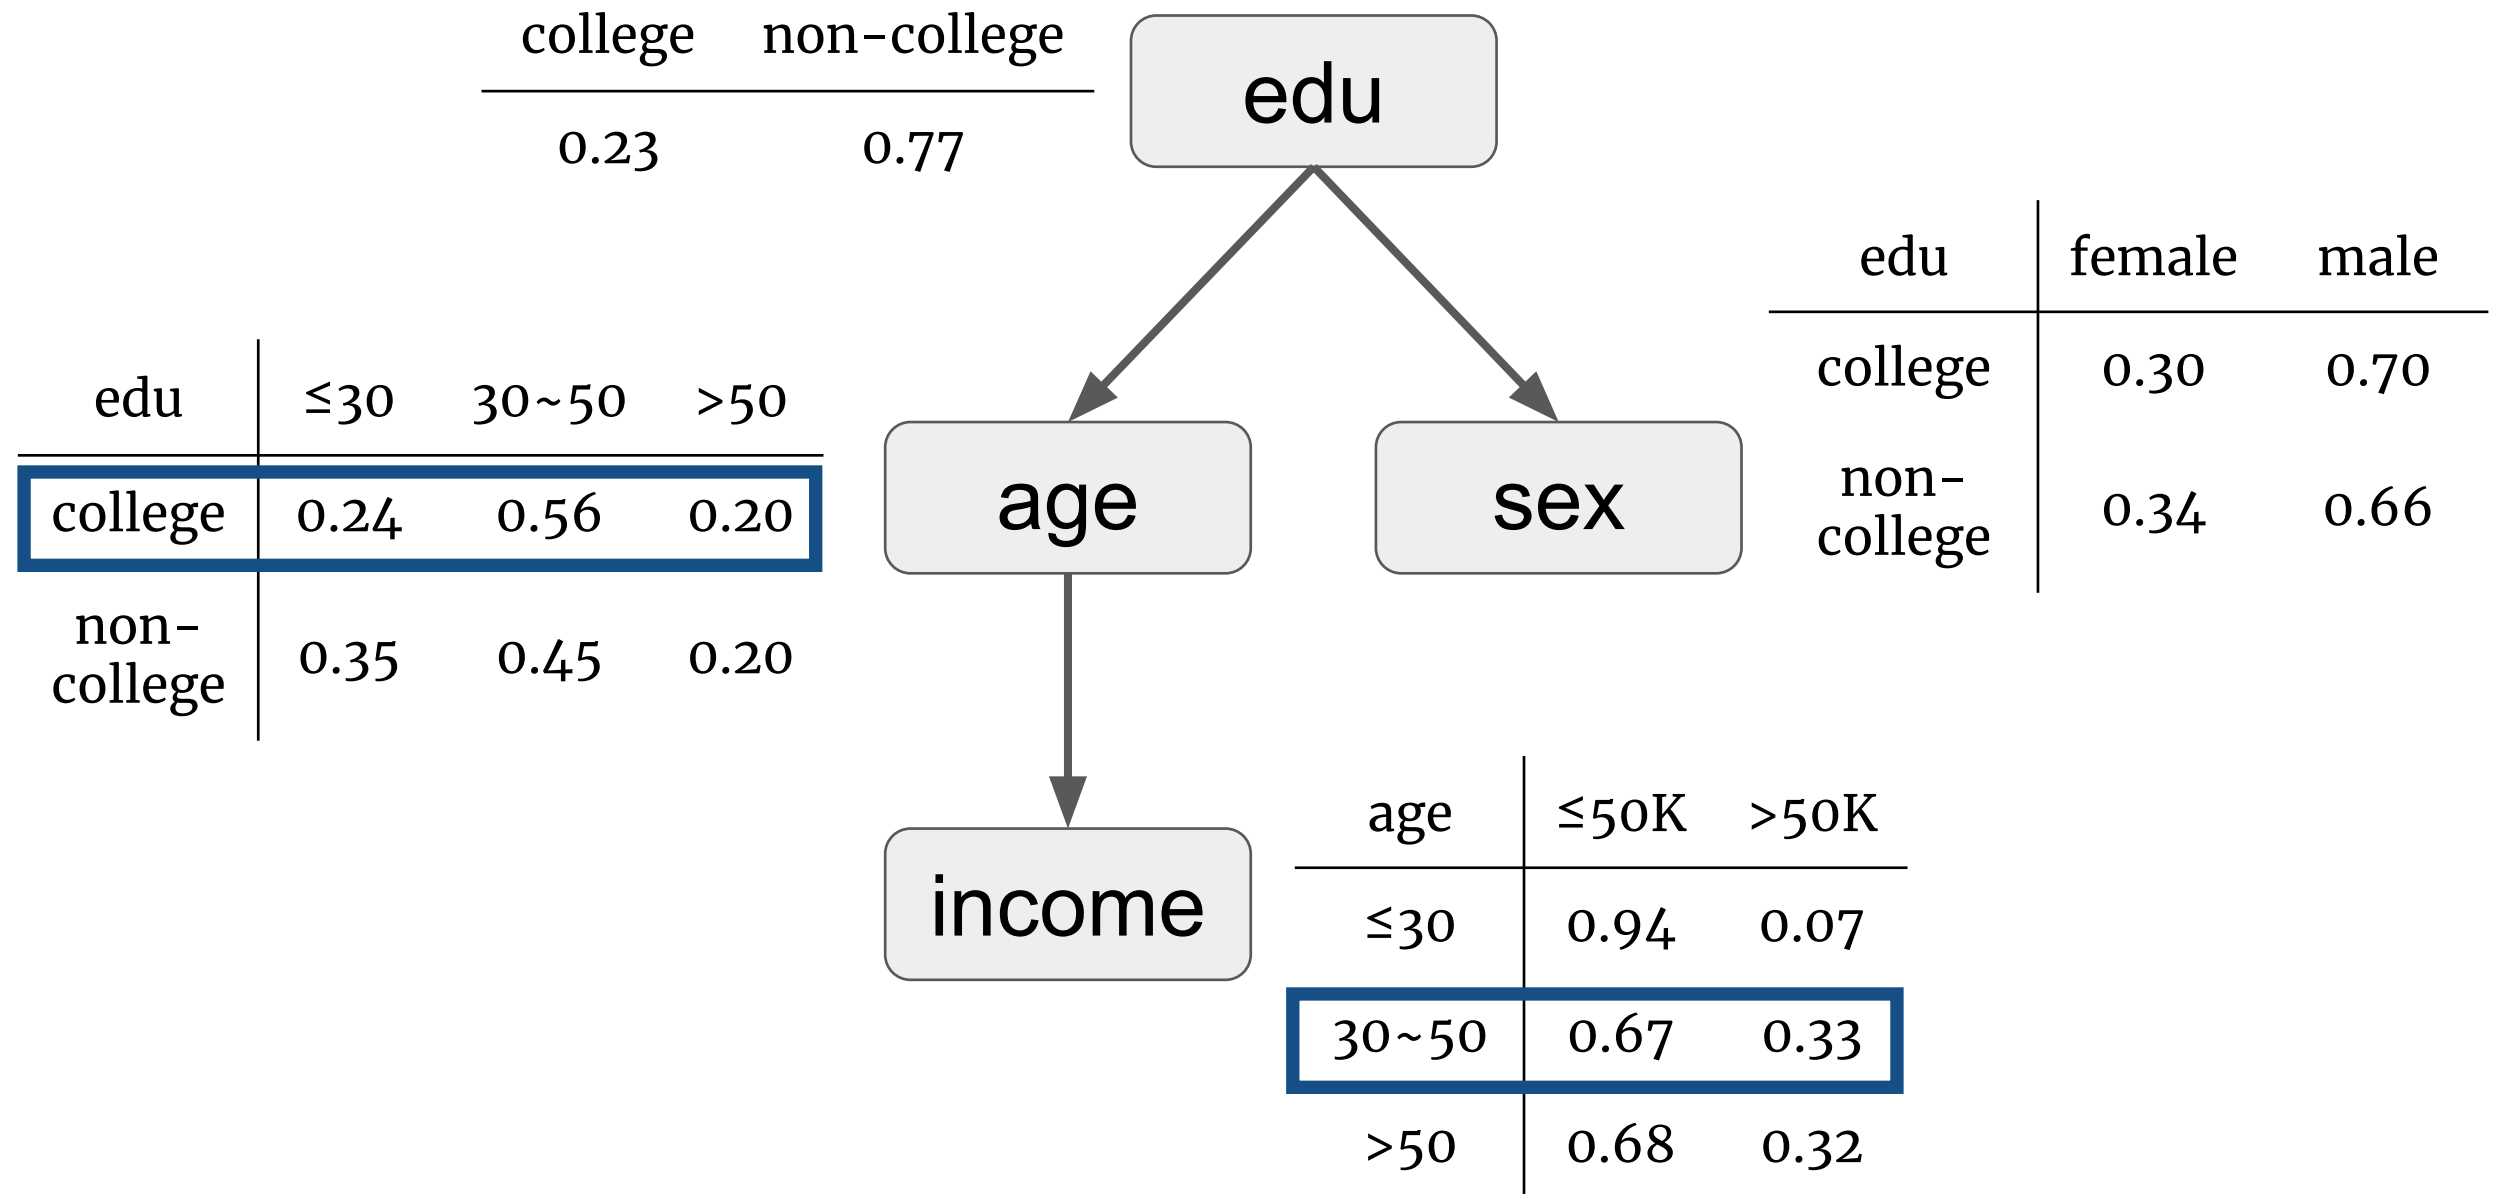 college non-college
0.23 0.77
edu
edu female male
college 0.30 0.70
non-
college 0.34 0.66
edu ≤30 30~50 >50
college 0.24 0.56 0.20
non-
college 0.35 0.45 0.20
age
sex
income
age ≤50K >50K
≤30 0.94 0.07
30~50 0.67 0.33
>50 0.68 0.32